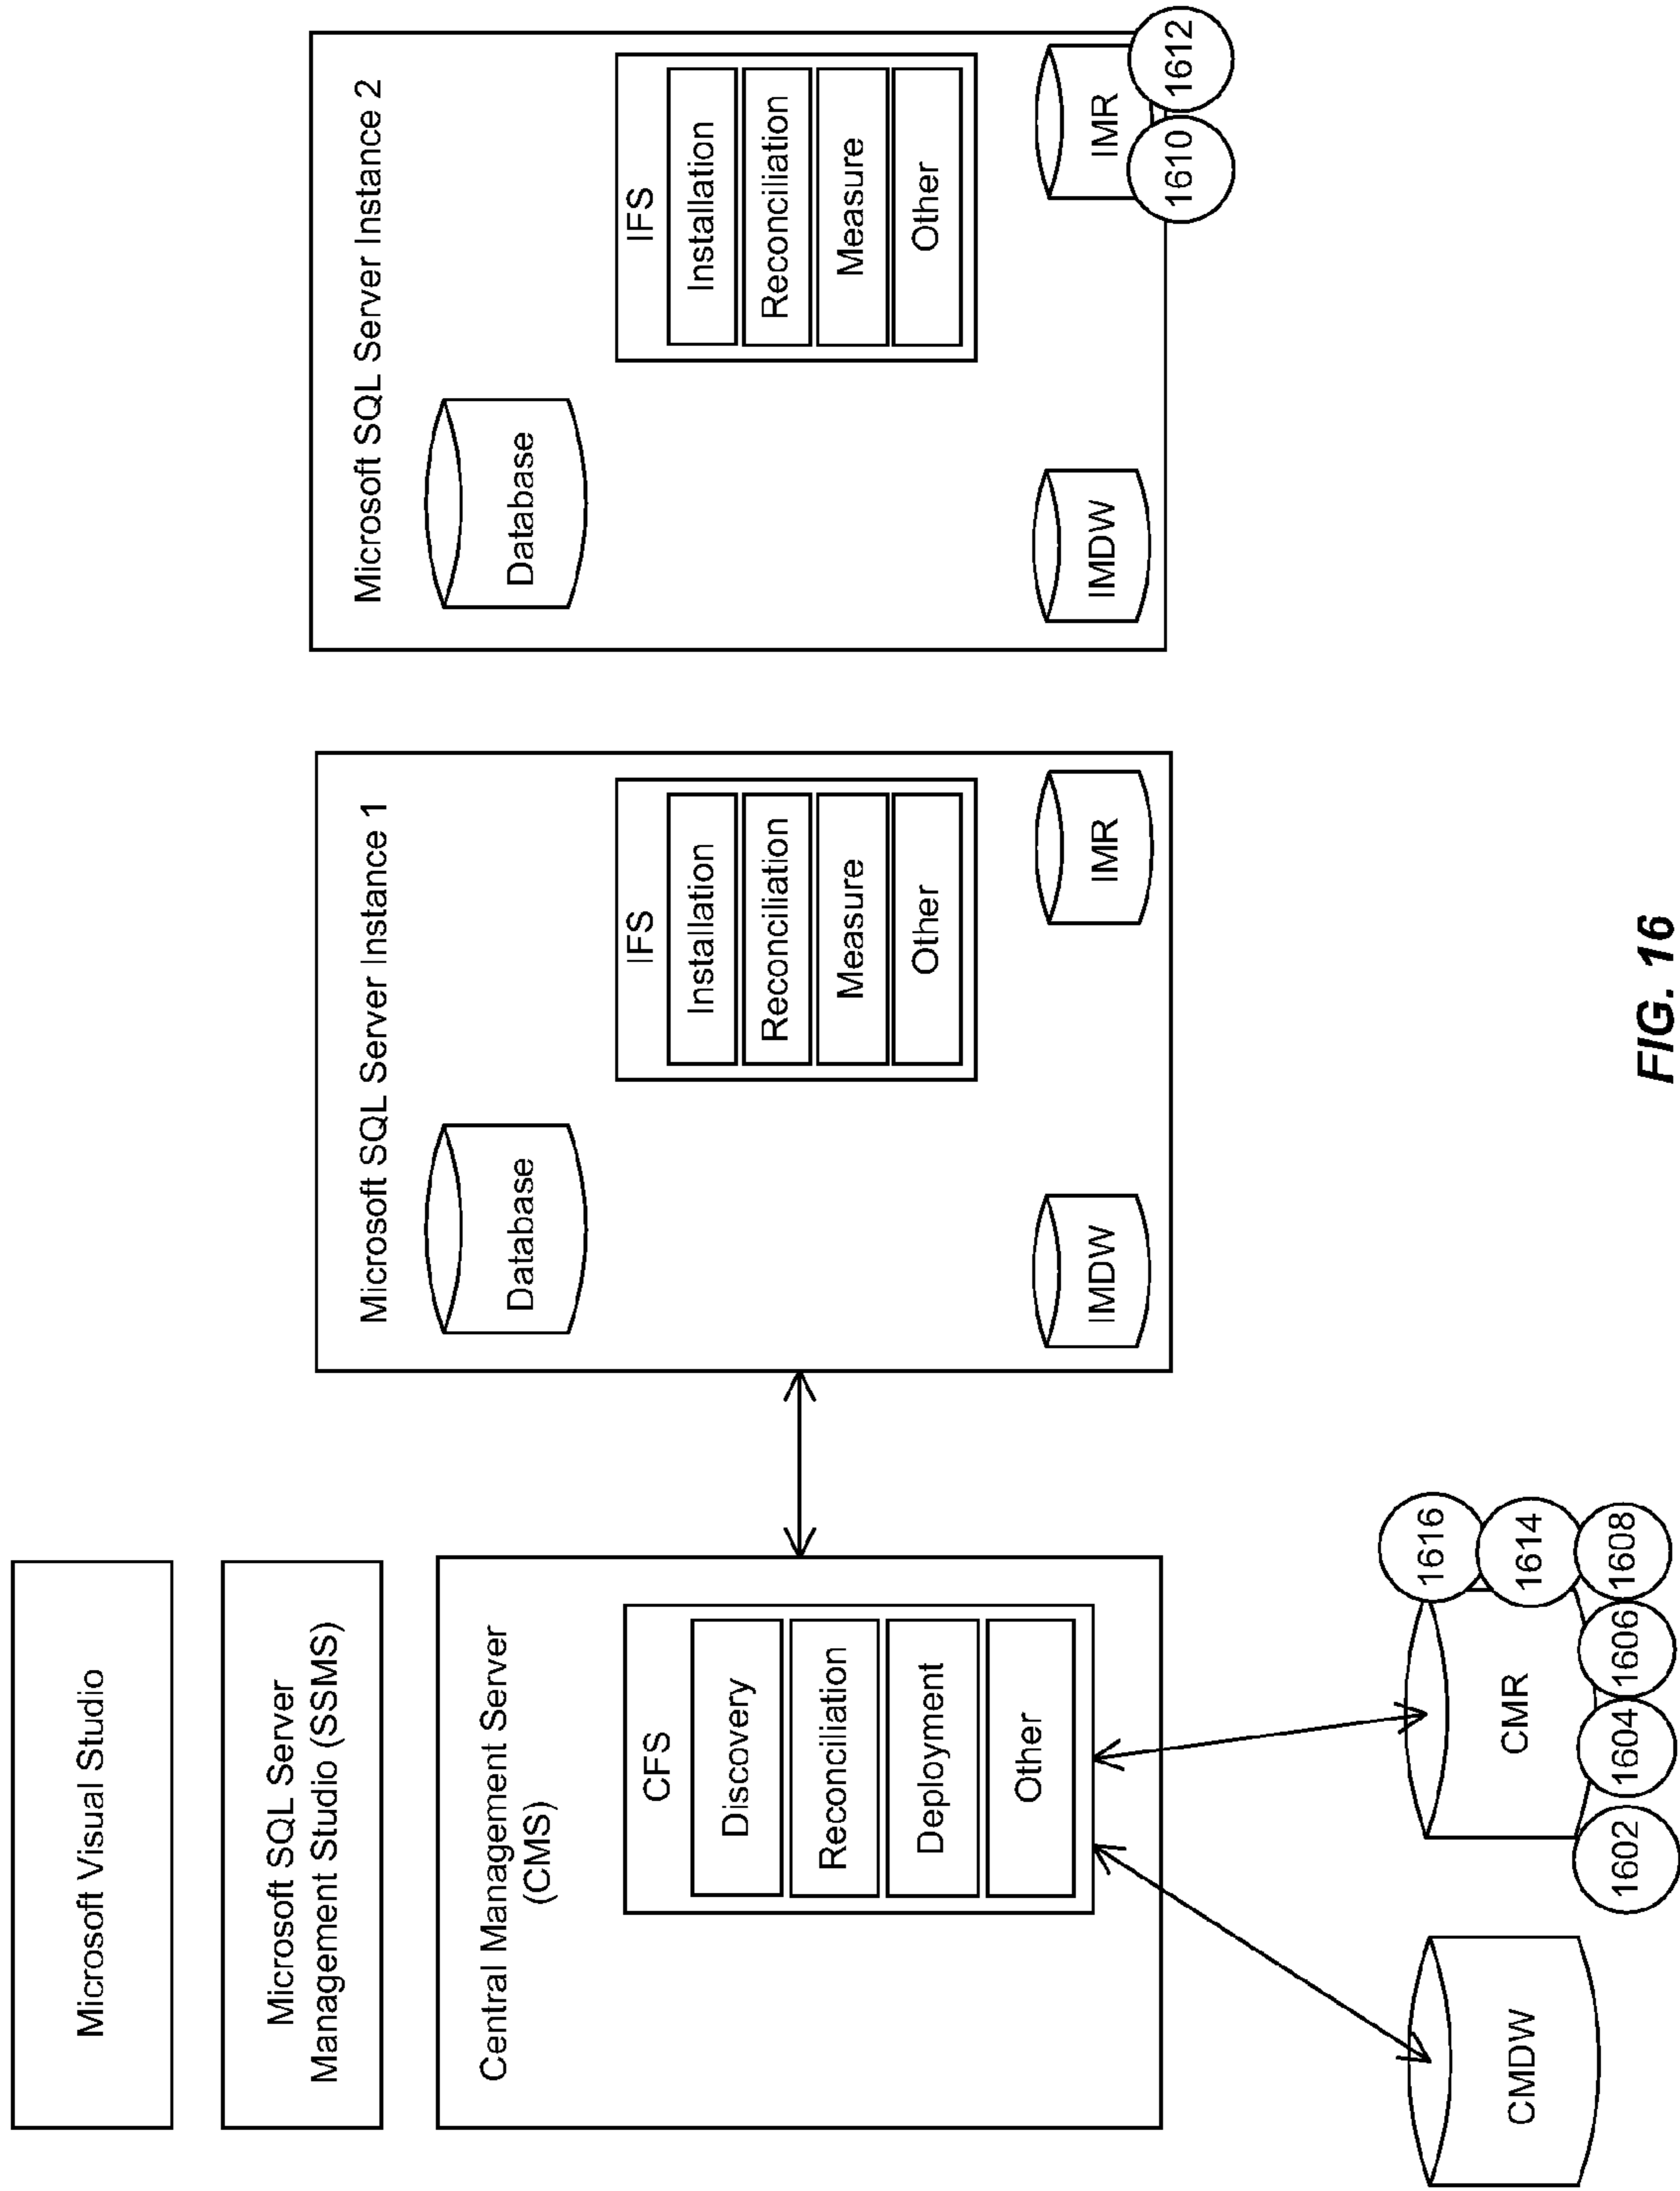 Microsoft Visual Studio
Microsoft SQL Server
Management Studio (SSMS)
Central Management Server
(CMS)
CFS
Discovery
Reconciliation
Deployment
Other
CMDW
CMR
1602
1604
1606
1608
1614
1616
Microsoft SQL Server Instance 1
Database
IFS
Installation
Reconciliation
Measure
Other
IMDW
IMR
Microsoft SQL Server Instance 2
Database
IFS
Installation
Reconciliation
Measure
Other
IMDW
IMR
1610
1612
FIG. 16